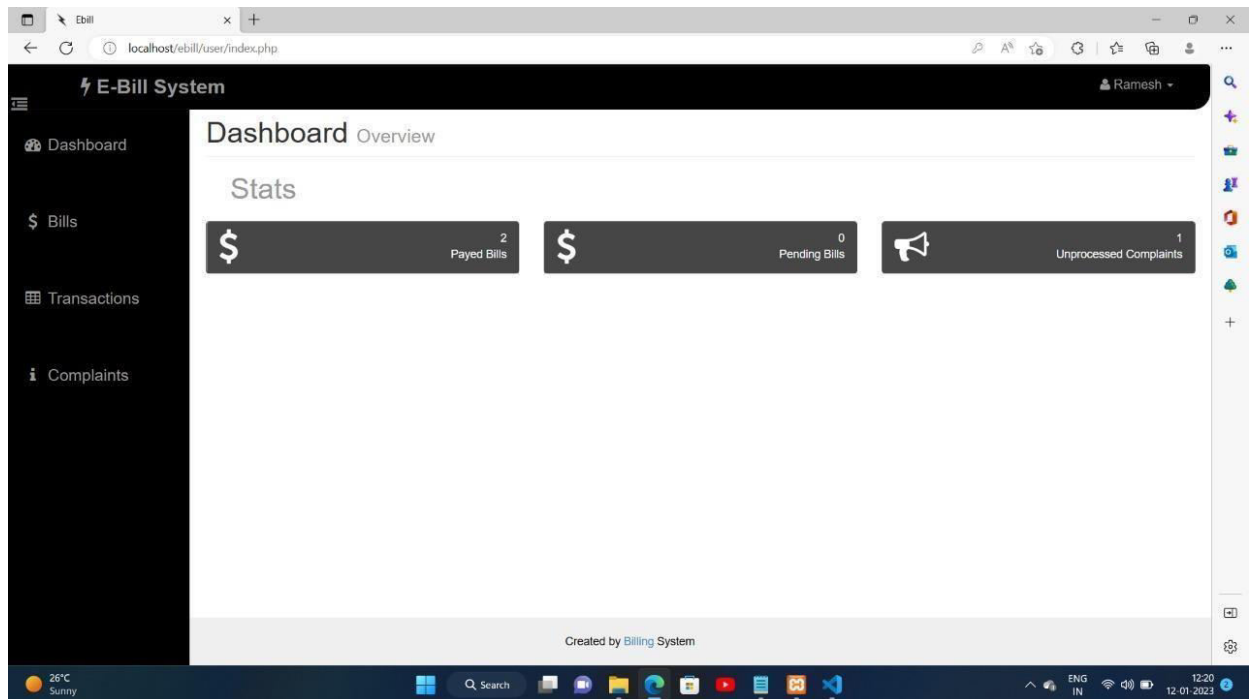 Ebill
localhost/ebill/user/index.php
E-Bill System
Ramesh
Dashboard
Bills
Transactions
Complaints
Dashboard Overview
Stats
2
Payed Bills
0
Pending Bills
1
Unprocessed Complaints
Created by Billing System
26°C
Sunny
Search
ENG
IN
12:20
12-01-2023
2